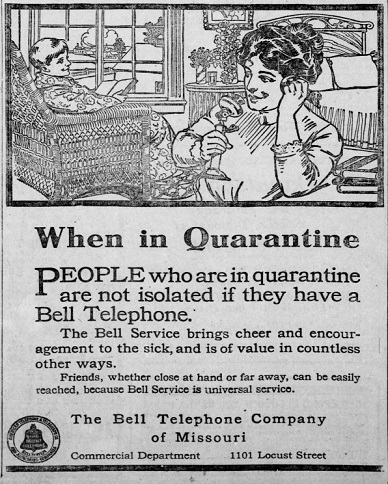 When in Quarantine
PEOPLE who are in quarantine
are not isolated if they have a
Bell Telephone.
The Bell Service brings cheer and encour-
agement to the sick, and is of value in countless
other ways.
Friends, whether close at hand or far away, can be easily
reached, because Bell Service is universal service.
The Bell Telephone Company
of Missouri
Commercial Department 1101 Locust Street